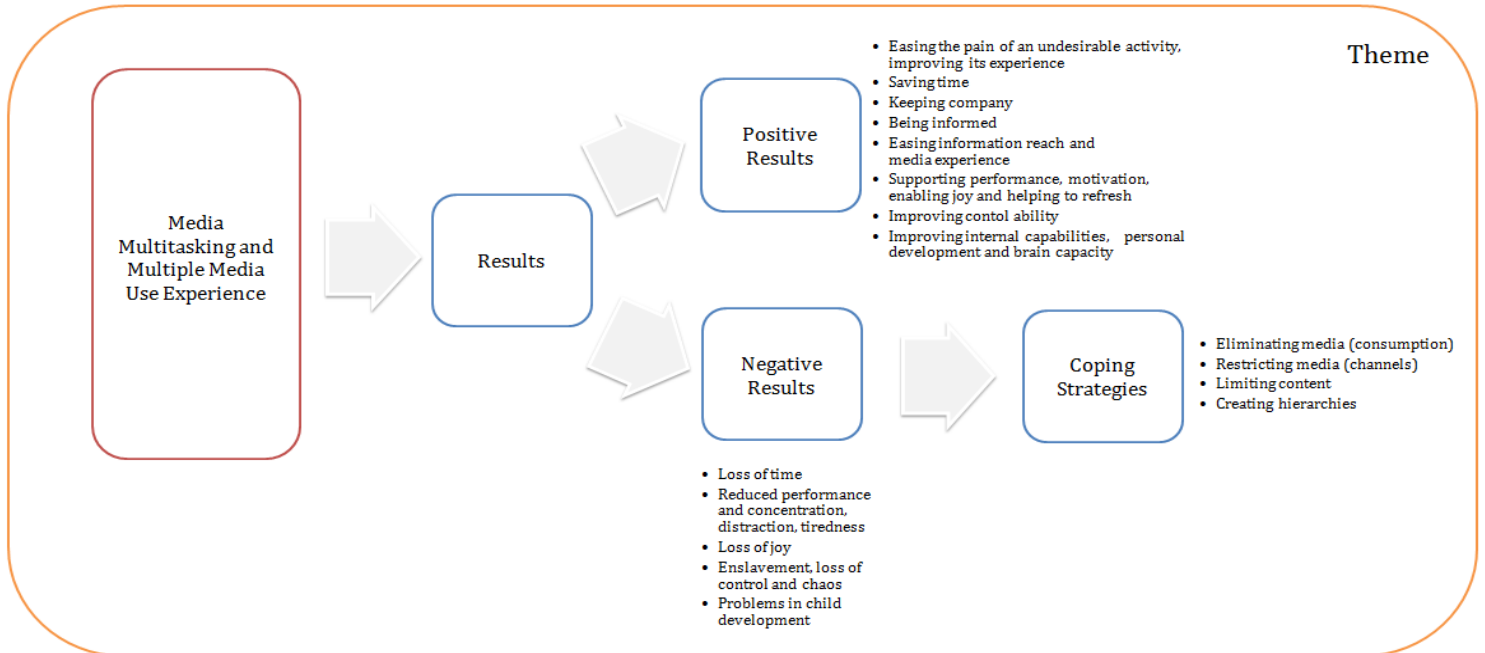 Theme
Media
Multitasking and
Multiple Media
Use Experience
Results
Positive
Results
• Easing the pain of an undesirable activity,
improving its experience
• Saving time
• Keeping company
• Being informed
• Easing information reach and
media experience
• Supporting performance, motivation,
enabling joy and helping to refresh
• Improving contol ability
• Improving internal capabilities, personal
development and brain capacity
Negative
Results
• Loss of time
• Reduced performance
and concentration,
distraction, tiredness
• Loss of joy
• Enslavement, loss of
control and chaos
• Problems in child
development
Coping
Strategies
• Eliminating media (consumption)
• Restricting media (channels)
• Limiting content
• Creating hierarchies